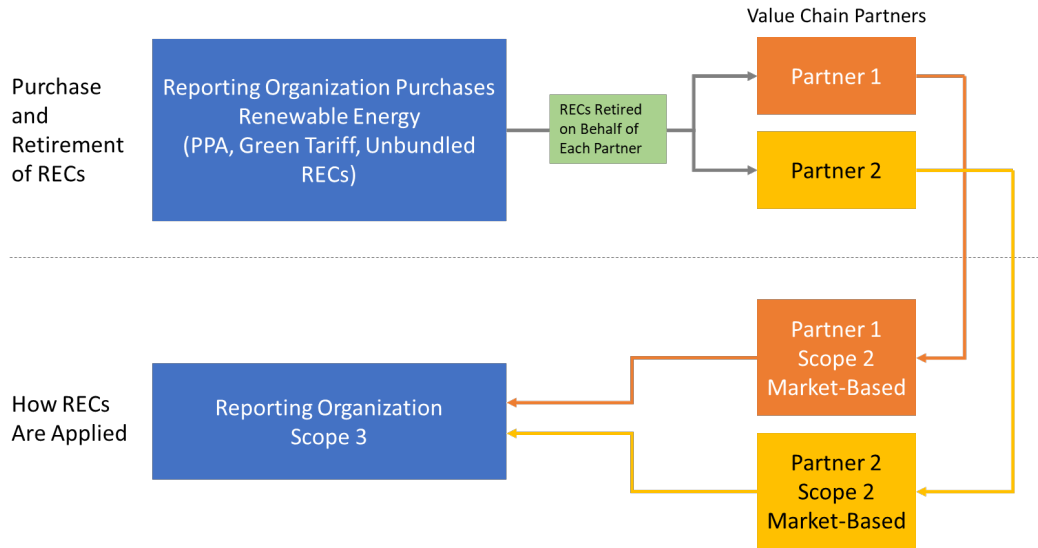 Value Chain Partners
Purchase
and
Retirement
of RECs
Reporting Organization Purchases
Renewable Energy
(PPA, Green Tariff, Unbundled
RECs)
RECs Retired
on Behalf of
Each Partner
Partner 1
Partner 2
How RECs
Are Applied
Reporting Organization
Scope 3
Partner 1
Scope 2
Market-Based
Partner 2
Scope 2
Market-Based